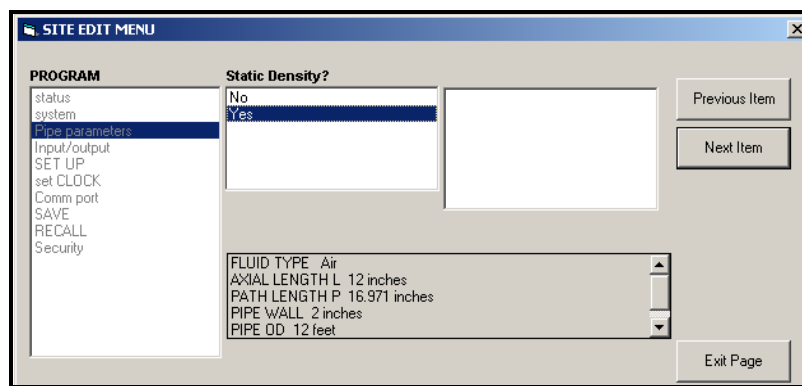 SITE EDIT MENU
PROGRAM
status
system
Pipe parameters
Input/output
SET UP
set CLOCK
Comm port
SAVE
RECALL
Security
Static Density?
No
Yes
Previous Item
Next Item
FLUID TYPE Air
AXIAL LENGTH L 12 inches
PATH LENGTH P 16.971 inches
PIPE WALL 2 inches
PIPE OD 12 feet
Exit Page